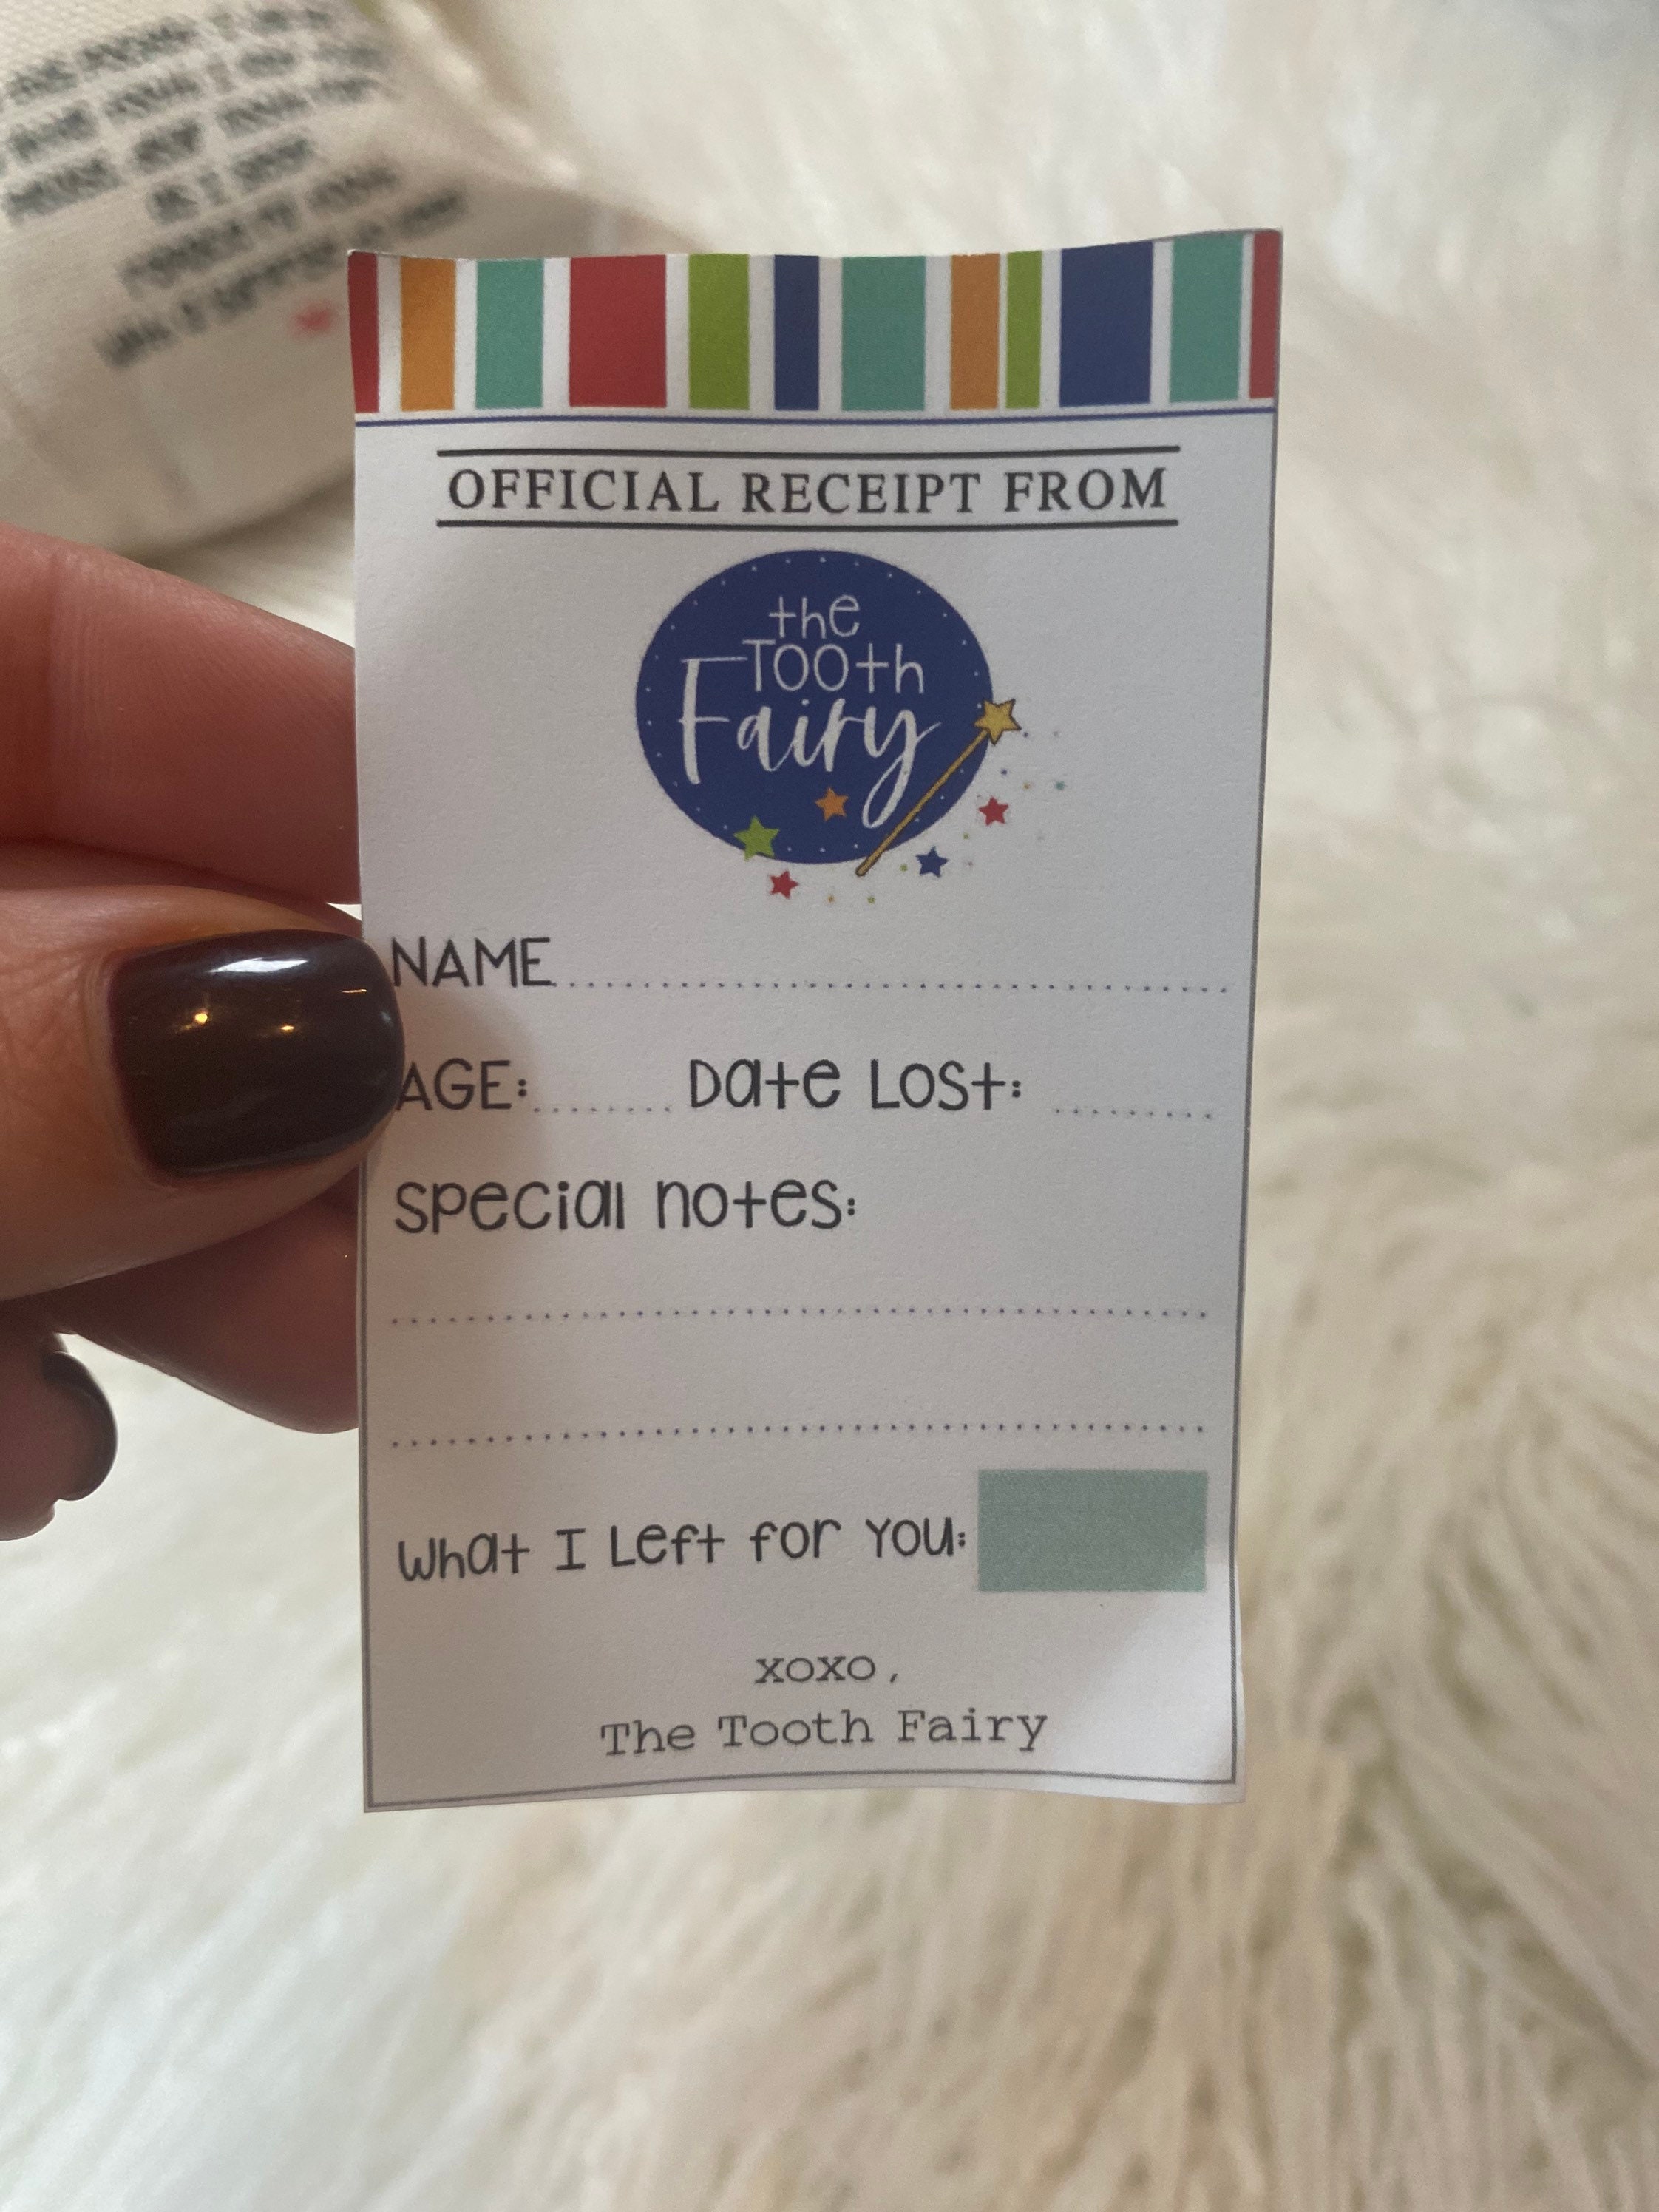 OFFICIAL RECEIPT FROM
the
Tooth
Fairy
NAME
AGE: Date Lost:
special notes:
What I Left for You:
xoxo,
The Tooth Fairy